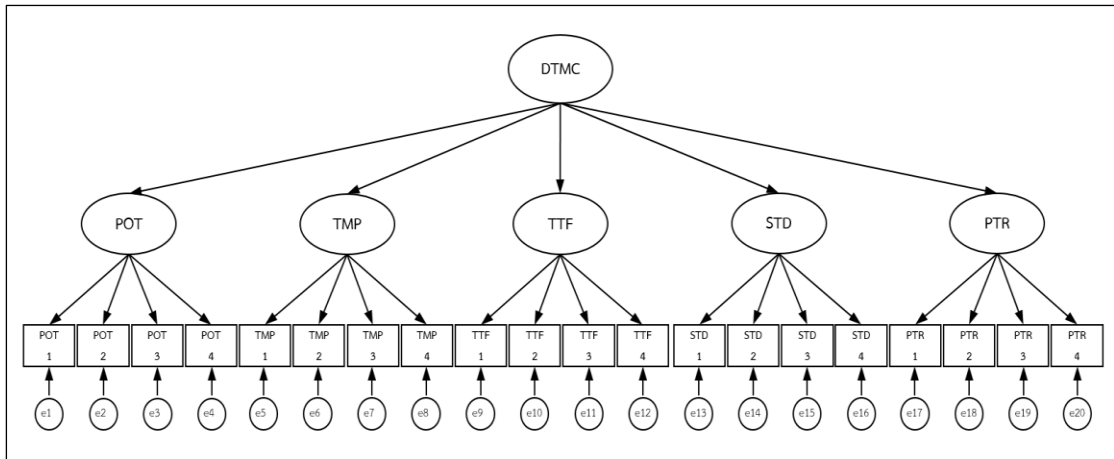 DTMC
POT TMP TTF STD PTR
POT POT POT POT TMP TMP TMP TMP TTF TTF TTF TTF STD STD STD STD PTR PTR PTR PTR
1 2 3 4 1 2 3 4 1 2 3 4 1 2 3 4 1 2 3 4
e1 e2 e3 e4 e5 e6 e7 e8 e9 e10 e11 e12 e13 e14 e15 e16 e17 e18 e19 e20